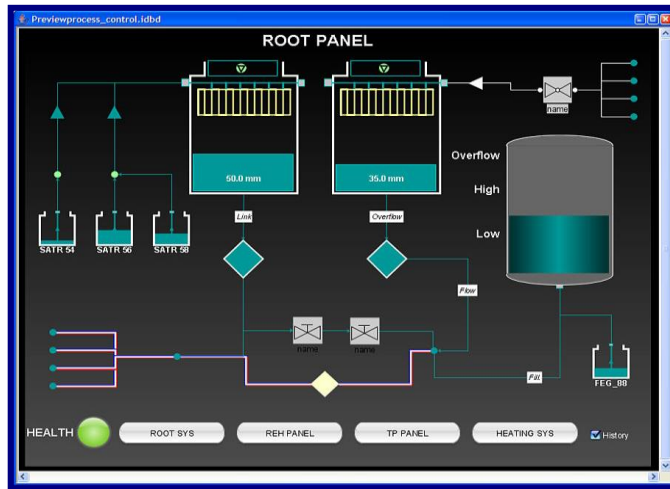 Previewprocess_control.idbd
ROOT PANEL
name
Overflow
High
Low
50.0 mm
35.0 mm
Link
Overflow
SATR 54
SATR 56
SATR 58
Flow
name
name
Fill
FEG_88
HEALTH
ROOT SYS
REH PANEL
TP PANEL
HEATING SYS
History